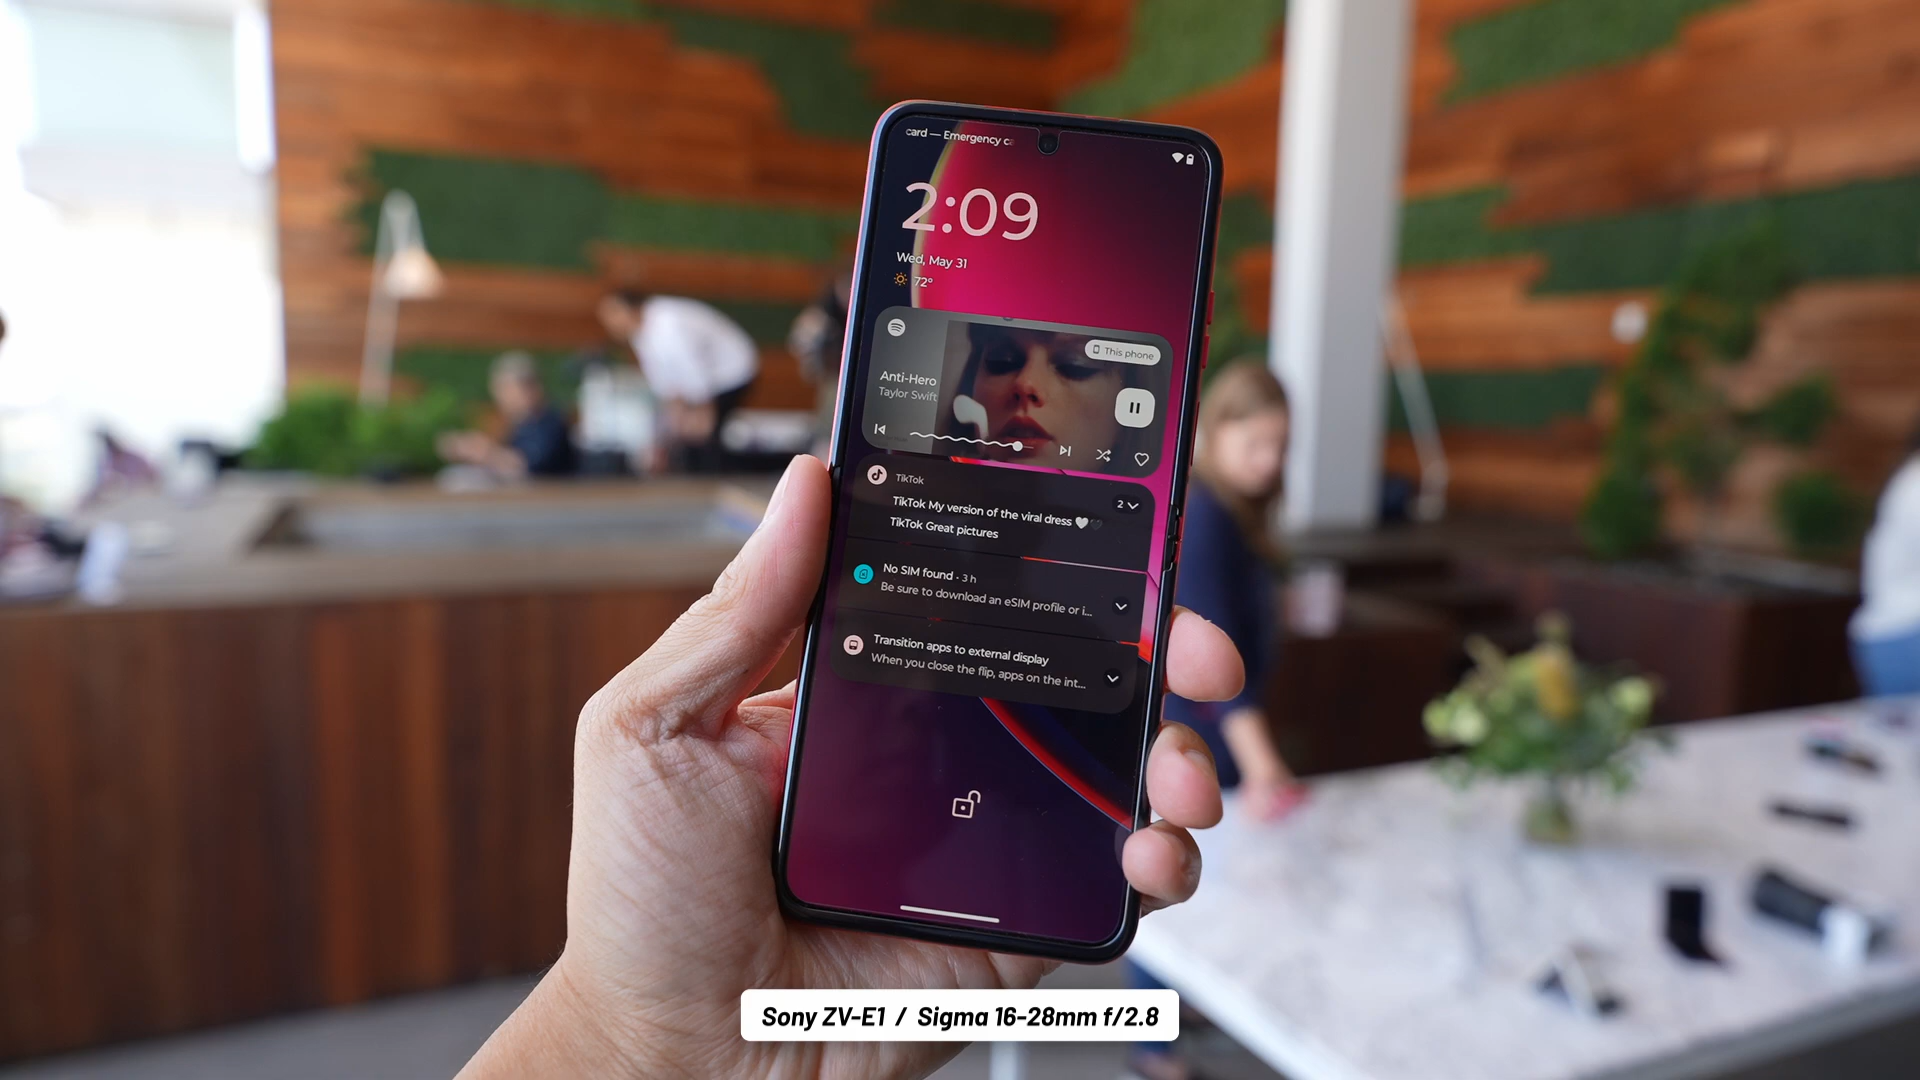 card — Emergency c
2:09
Wed, May 31
72°
This phone
Anti-Hero
Taylor Swift
TikTok
2
TikTok My version of the viral dress 🤍🖤
TikTok Great pictures
No SIM found · 3 h
Be sure to download an eSIM profile or i...
Transition apps to external display
When you close the flip, apps on the int...
Sony ZV-E1 / Sigma 16-28mm f/2.8